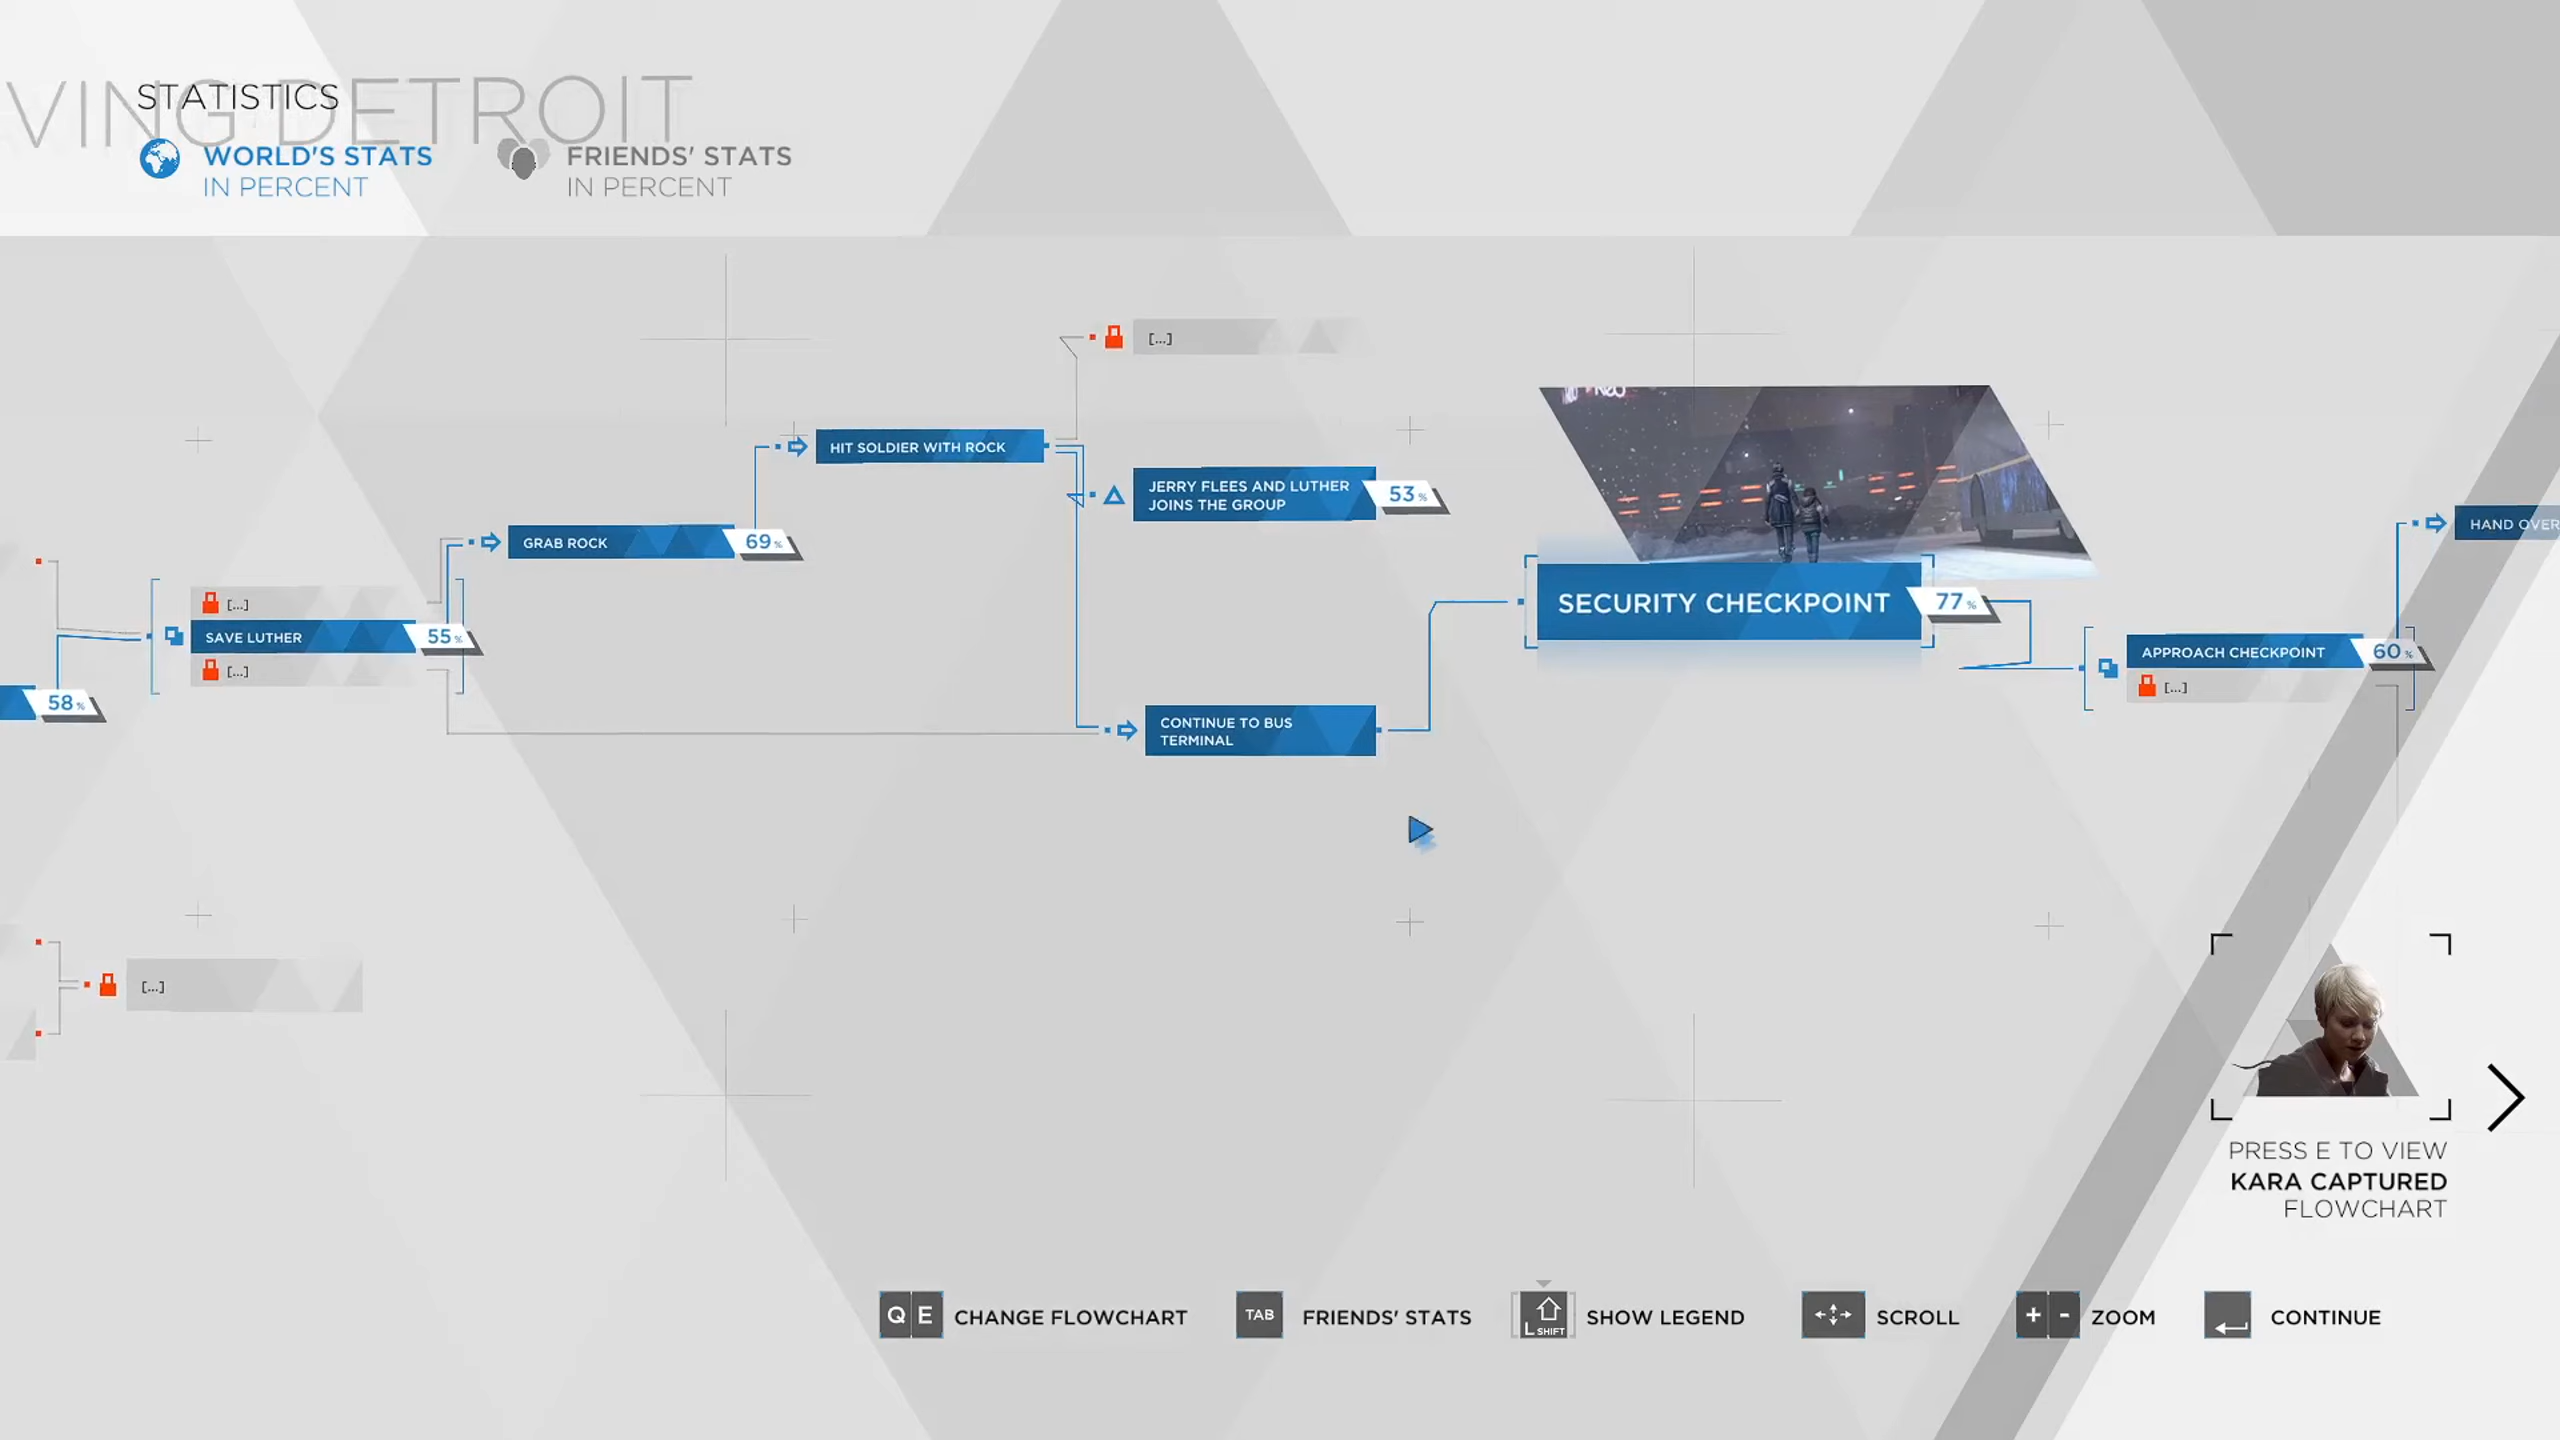 VING DETROIT
STATISTICS
WORLD'S STATS
IN PERCENT
FRIENDS' STATS
IN PERCENT
[...]
HIT SOLDIER WITH ROCK
JERRY FLEES AND LUTHER
JOINS THE GROUP
53%
GRAB ROCK
69%
HAND OVER
[...]
SAVE LUTHER
55%
[...]
58%
SECURITY CHECKPOINT
77%
APPROACH CHECKPOINT
60%
[...]
CONTINUE TO BUS
TERMINAL
[...]
PRESS E TO VIEW
KARA CAPTURED
FLOWCHART
Q E CHANGE FLOWCHART
TAB FRIENDS' STATS
L SHIFT SHOW LEGEND
SCROLL
+ - ZOOM
CONTINUE